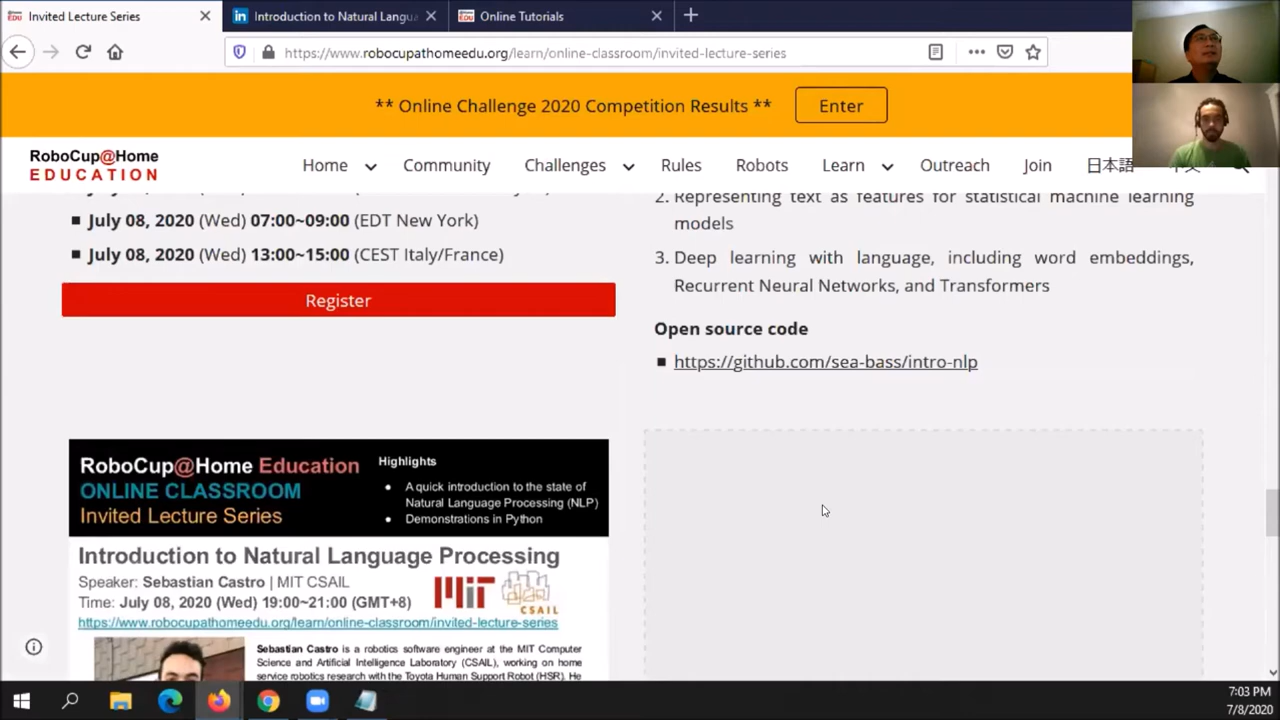 Invited Lecture Series
Introduction to Natural Langu
Online Tutorials
https://www.robocupathomeedu.org/learn/online-classroom/invited-lecture-series
** Online Challenge 2020 Competition Results **
Enter
RoboCup@Home
EDUCATION
Home
Community
Challenges
Rules
Robots
Learn
Outreach
Join
日本語
July 08, 2020 (Wed) 07:00~09:00 (EDT New York)
July 08, 2020 (Wed) 13:00~15:00 (CEST Italy/France)
Register
2. Representing text as features for statistical machine learning
models
3. Deep learning with language, including word embeddings,
Recurrent Neural Networks, and Transformers
Open source code
https://github.com/sea-bass/intro-nlp
RoboCup@Home Education
ONLINE CLASSROOM
Invited Lecture Series
Highlights
A quick introduction to the state of
Natural Language Processing (NLP)
Demonstrations in Python
Introduction to Natural Language Processing
Speaker: Sebastian Castro | MIT CSAIL
Time: July 08, 2020 (Wed) 19:00~21:00 (GMT+8)
https://www.robocupathomeedu.org/learn/online-classroom/invited-lecture-series
MIT
CSAIL
Sebastian Castro is a robotics software engineer at the MIT Computer
Science and Artificial Intelligence Laboratory (CSAIL), working on home
service robotics research with the Toyota Human Support Robot (HSR). He
7:03 PM
7/8/2020